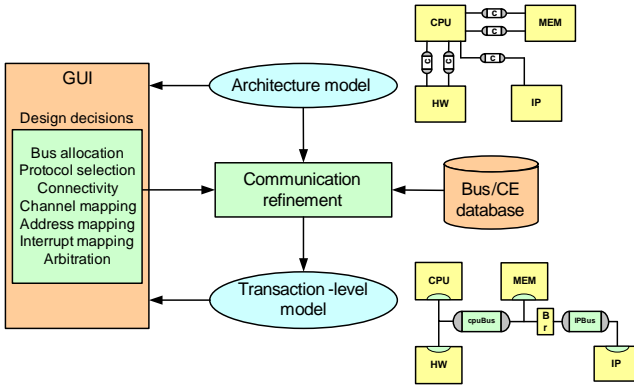 GUI
Design decisions:
Bus allocation
Protocol selection
Connectivity
Channel mapping
Address mapping
Interrupt mapping
Arbitration
Architecture model
Communication
refinement
Transaction -level
model
Bus/CE
database
CPU
C
MEM
C
C
C
C
HW
IP
CPU
MEM
cpuBus
B
r
IPBus
HW
IP